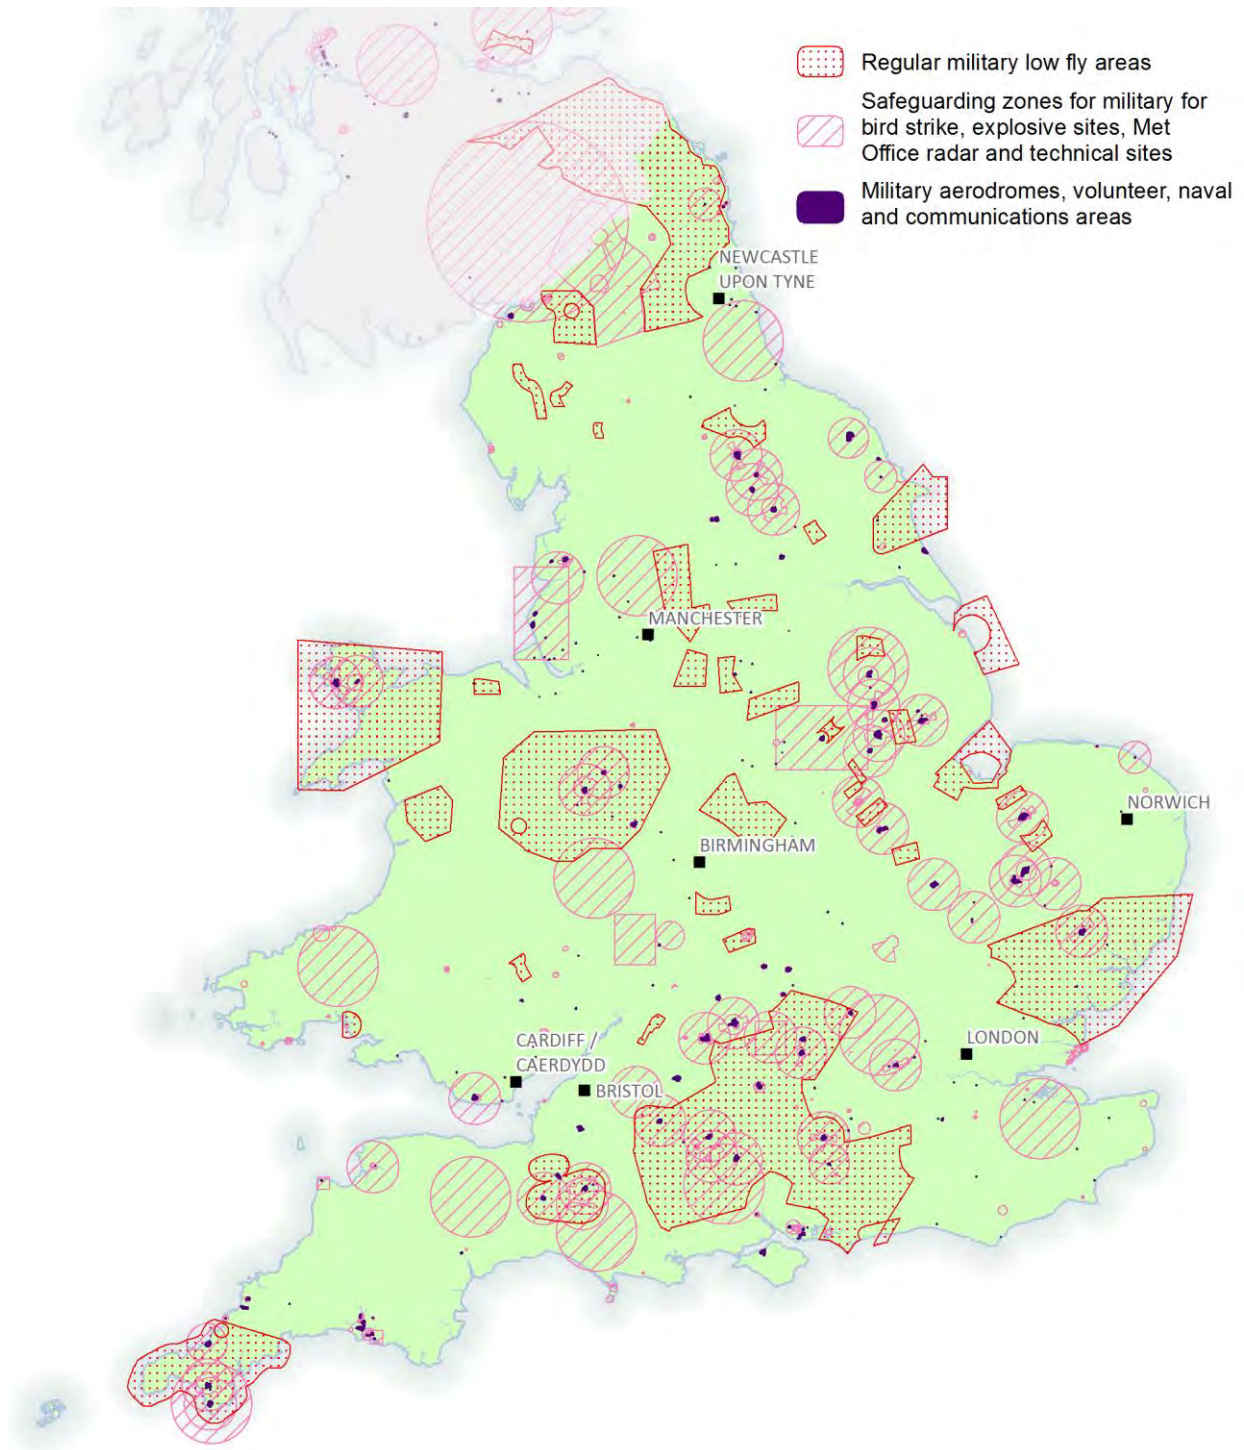 Regular military low fly areas
Safeguarding zones for military for
bird strike, explosive sites, Met
Office radar and technical sites
Military aerodromes, volunteer, naval
and communications areas
NEWCASTLE
UPON TYNE
MANCHESTER
NORWICH
BIRMINGHAM
CARDIFF /
CAERDYDD
LONDON
BRISTOL